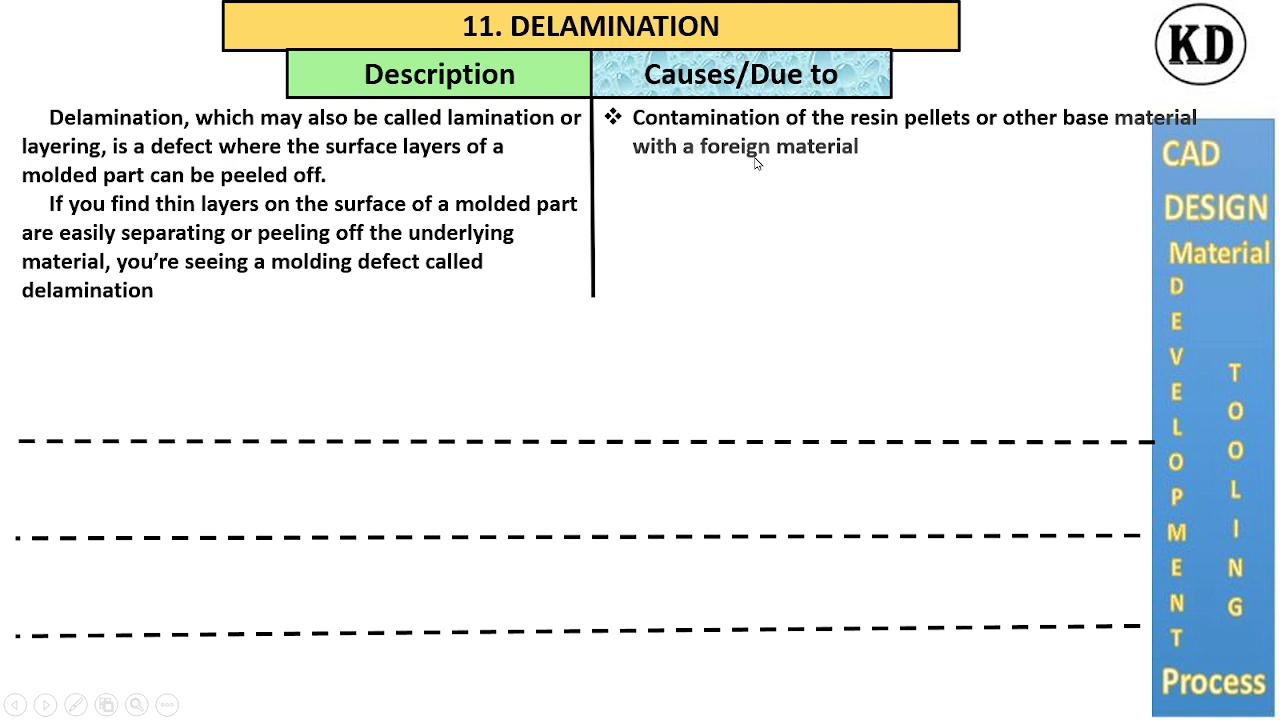 11. DELAMINATION
KD
Description
Causes/Due to
Delamination, which may also be called lamination or
layering, is a defect where the surface layers of a
molded part can be peeled off.
If you find thin layers on the surface of a molded part
are easily separating or peeling off the underlying
material, you’re seeing a molding defect called
delamination
❖ Contamination of the resin pellets or other base material
with a foreign material
CAD
DESIGN
Material
DEVELOPMENT
TOOLING
Process